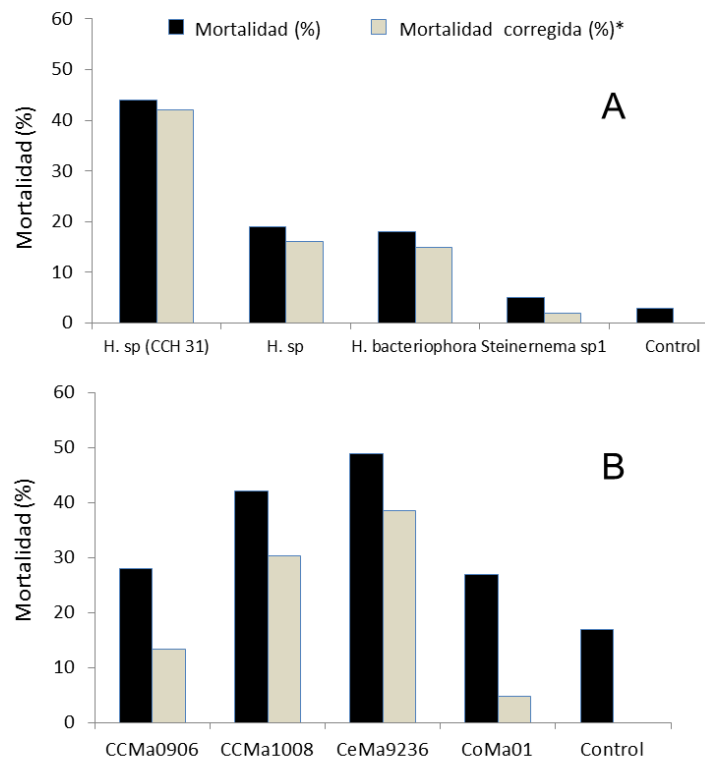 60
Mortalidad (%)
Mortalidad corregida (%)*
50
A
40
30
20
10
0
Mortalidad (%)
H. sp (CCH 31)
H. sp
H. bacteriophora
Steinernema sp1
Control
60
50
B
40
30
20
10
0
Mortalidad (%)
CCMa0906
CCMa1008
CeMa9236
CoMa01
Control